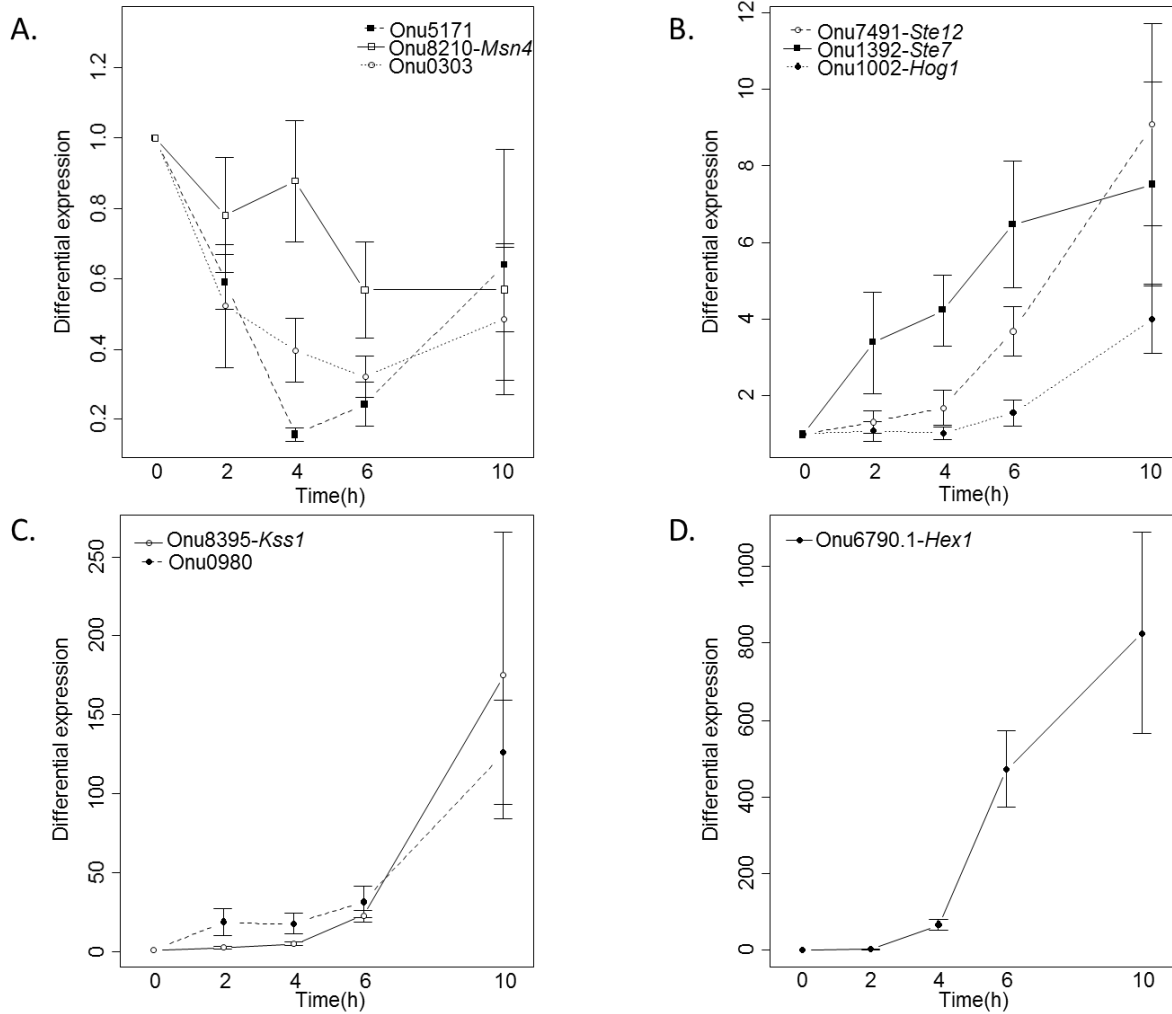 A.
Onu5171
Onu8210-Msn4
Onu0303
Differential expression
1.2
1.0
0.8
0.6
0.4
0.2
0 2 4 6 10
Time(h)
B.
Onu7491-Ste12
Onu1392-Ste7
Onu1002-Hog1
Differential expression
12
10
8
6
4
2
0 2 4 6 10
Time(h)
C.
Onu8395-Kss1
Onu0980
Differential expression
250
200
150
100
50
0
0 2 4 6 10
Time(h)
D.
Onu6790.1-Hex1
Differential expression
1000
800
600
400
200
0
0 2 4 6 10
Time(h)